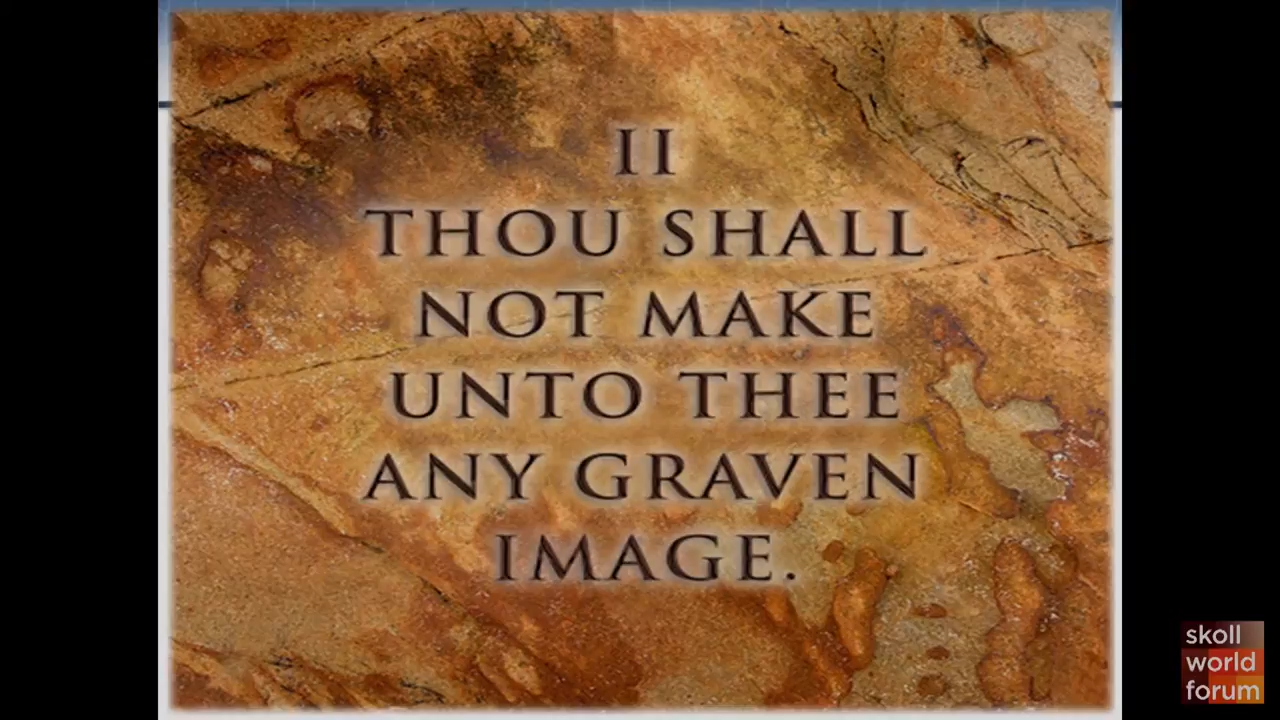 II
THOU SHALL
NOT MAKE
UNTO THEE
ANY GRAVEN
IMAGE.
skoll
world
forum